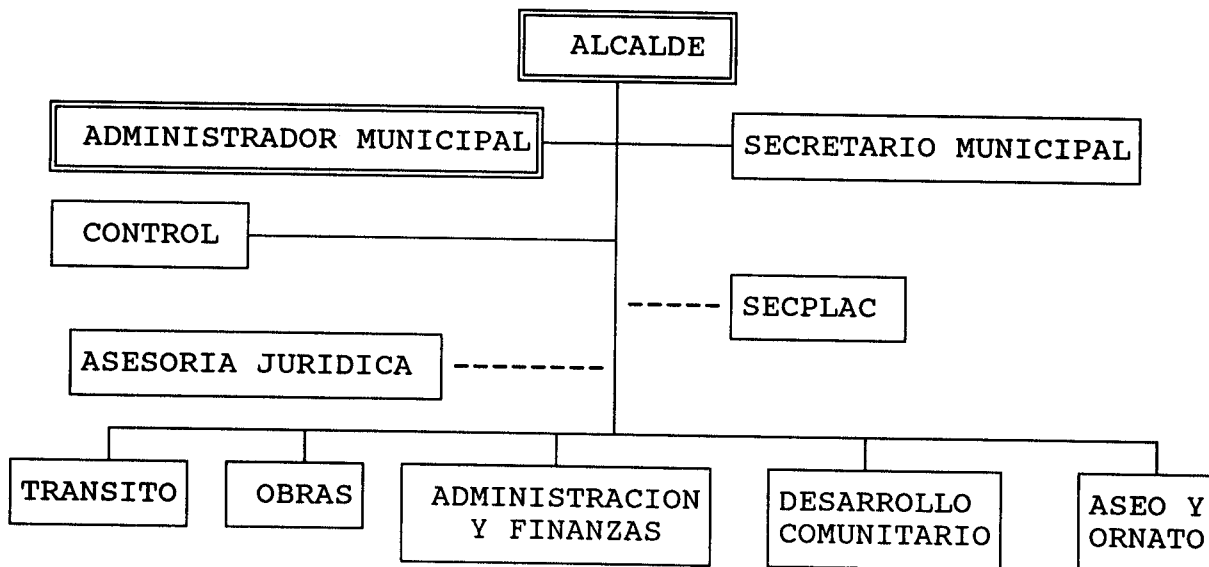 ALCALDE
ADMINISTRADOR MUNICIPAL
SECRETARIO MUNICIPAL
CONTROL
SECPLAC
ASESORIA JURIDICA
TRANSITO
OBRAS
ADMINISTRACION
Y FINANZAS
DESARROLLO
COMUNITARIO
ASEO Y
ORNATO